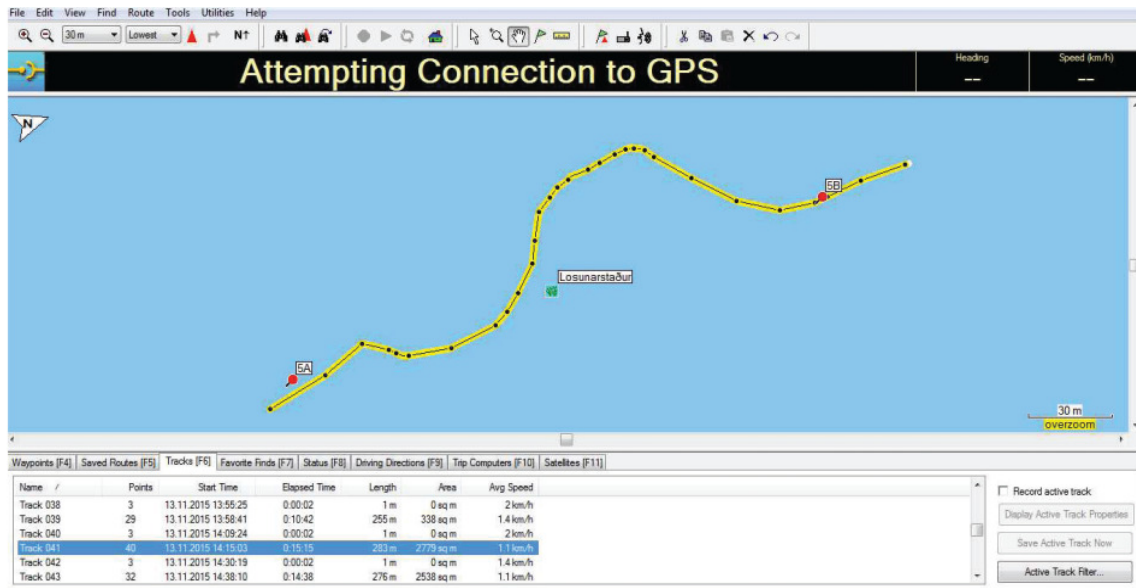 File Edit View Find Route Tools Utilities Help
30 m Lowest N↑
Attempting Connection to GPS
Heading
--
Speed (km/h)
--
N
5B
Losunarstaður
5A
30 m
overzoom
Waypoints [F4] Saved Routes [F5] Tracks [F6] Favorite Finds [F7] Status [F8] Driving Directions [F9] Trip Computers [F10] Satellites [F11]
Name / Points Start Time Elapsed Time Length Area Avg Speed
Track 038 3 13.11.2015 13:55:25 0:00:02 1 m 0 sq m 2 km/h
Track 039 29 13.11.2015 13:58:41 0:10:42 255 m 338 sq m 1.4 km/h
Track 040 3 13.11.2015 14:09:24 0:00:02 1 m 0 sq m 2 km/h
Track 041 40 13.11.2015 14:15:03 0:15:15 283 m 2779 sq m 1.1 km/h
Track 042 3 13.11.2015 14:30:19 0:00:02 1 m 0 sq m 1.4 km/h
Track 043 32 13.11.2015 14:38:10 0:14:38 276 m 2538 sq m 1.1 km/h
Record active track
Display Active Track Properties
Save Active Track Now
Active Track Filter...